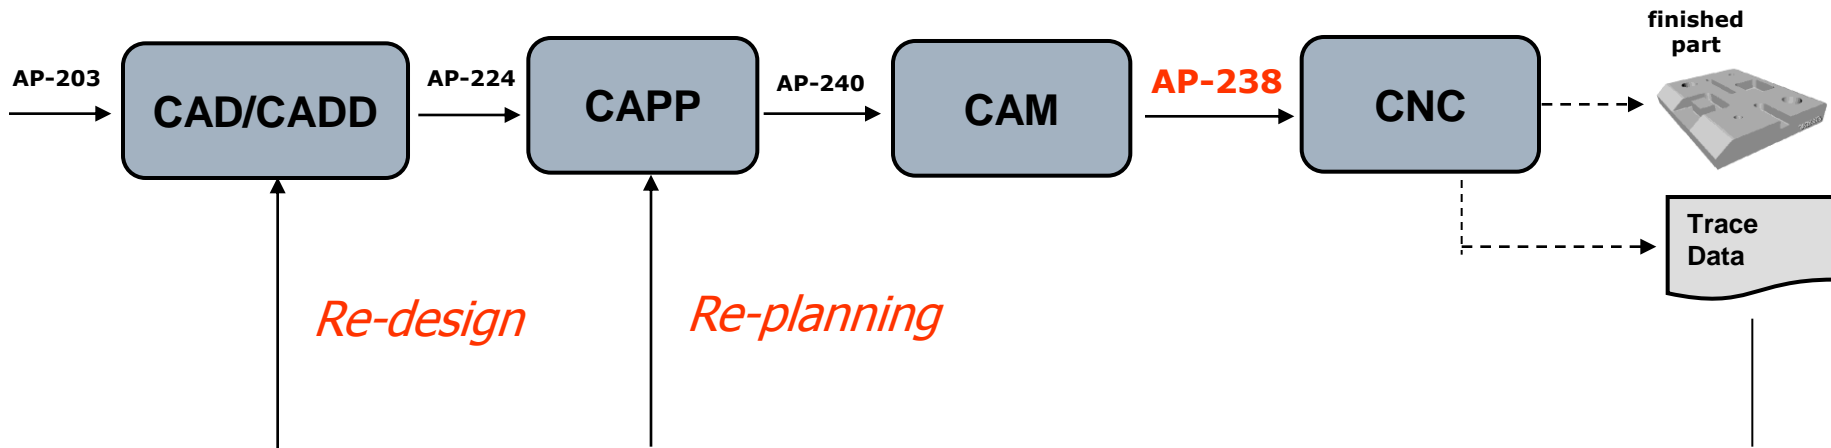 finished
part
AP-203
AP-224
AP-240
AP-238
CAD/CADD
CAPP
CAM
CNC
Trace
Data
Re-design
Re-planning